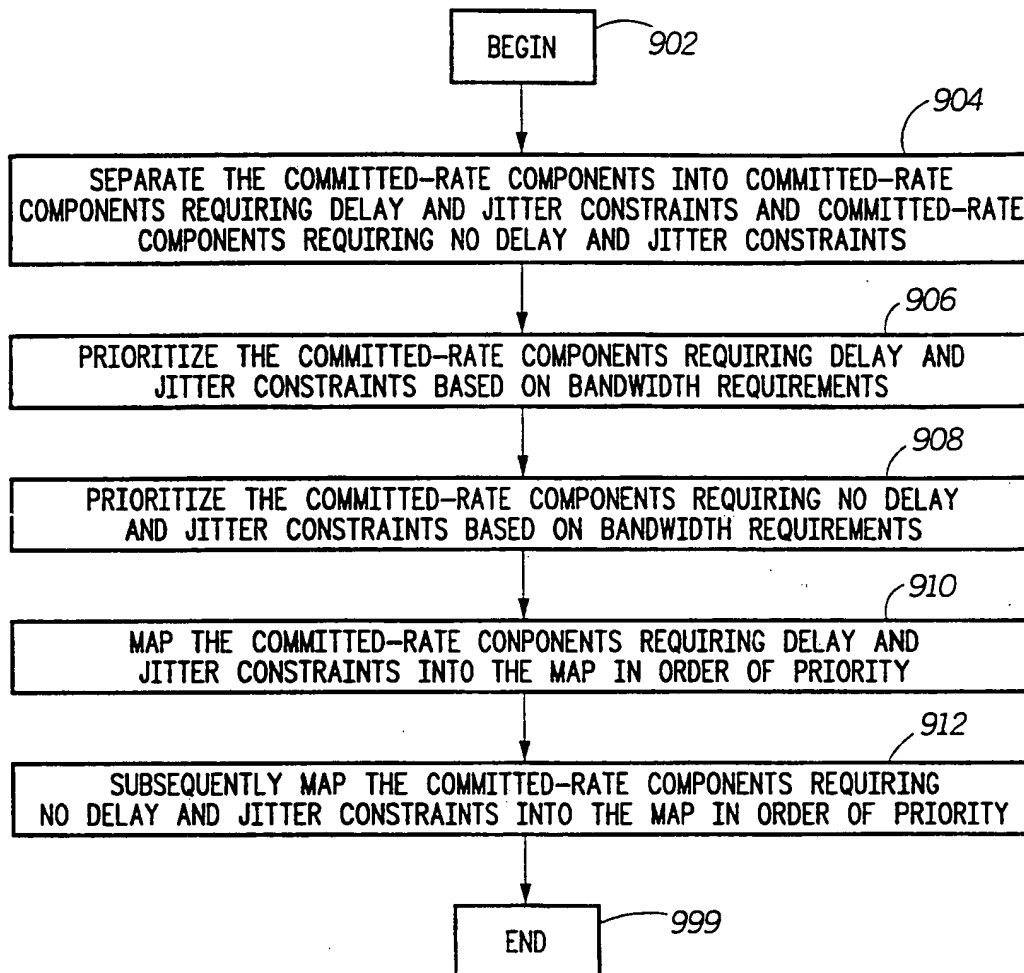 BEGIN
902
904
SEPARATE THE COMMITTED-RATE COMPONENTS INTO COMMITTED-RATE
COMPONENTS REQUIRING DELAY AND JITTER CONSTRAINTS AND COMMITTED-RATE
COMPONENTS REQUIRING NO DELAY AND JITTER CONSTRAINTS
906
PRIORITIZE THE COMMITTED-RATE COMPONENTS REQUIRING DELAY AND
JITTER CONSTRAINTS BASED ON BANDWIDTH REQUIREMENTS
908
PRIORITIZE THE COMMITTED-RATE COMPONENTS REQUIRING NO DELAY
AND JITTER CONSTRAINTS BASED ON BANDWIDTH REQUIREMENTS
910
MAP THE COMMITTED-RATE CONPONENTS REQUIRING DELAY AND
JITTER CONSTRAINTS INTO THE MAP IN ORDER OF PRIORITY
912
SUBSEQUENTLY MAP THE COMMITTED-RATE COMPONENTS REQUIRING
NO DELAY AND JITTER CONSTRAINTS INTO THE MAP IN ORDER OF PRIORITY
END
999